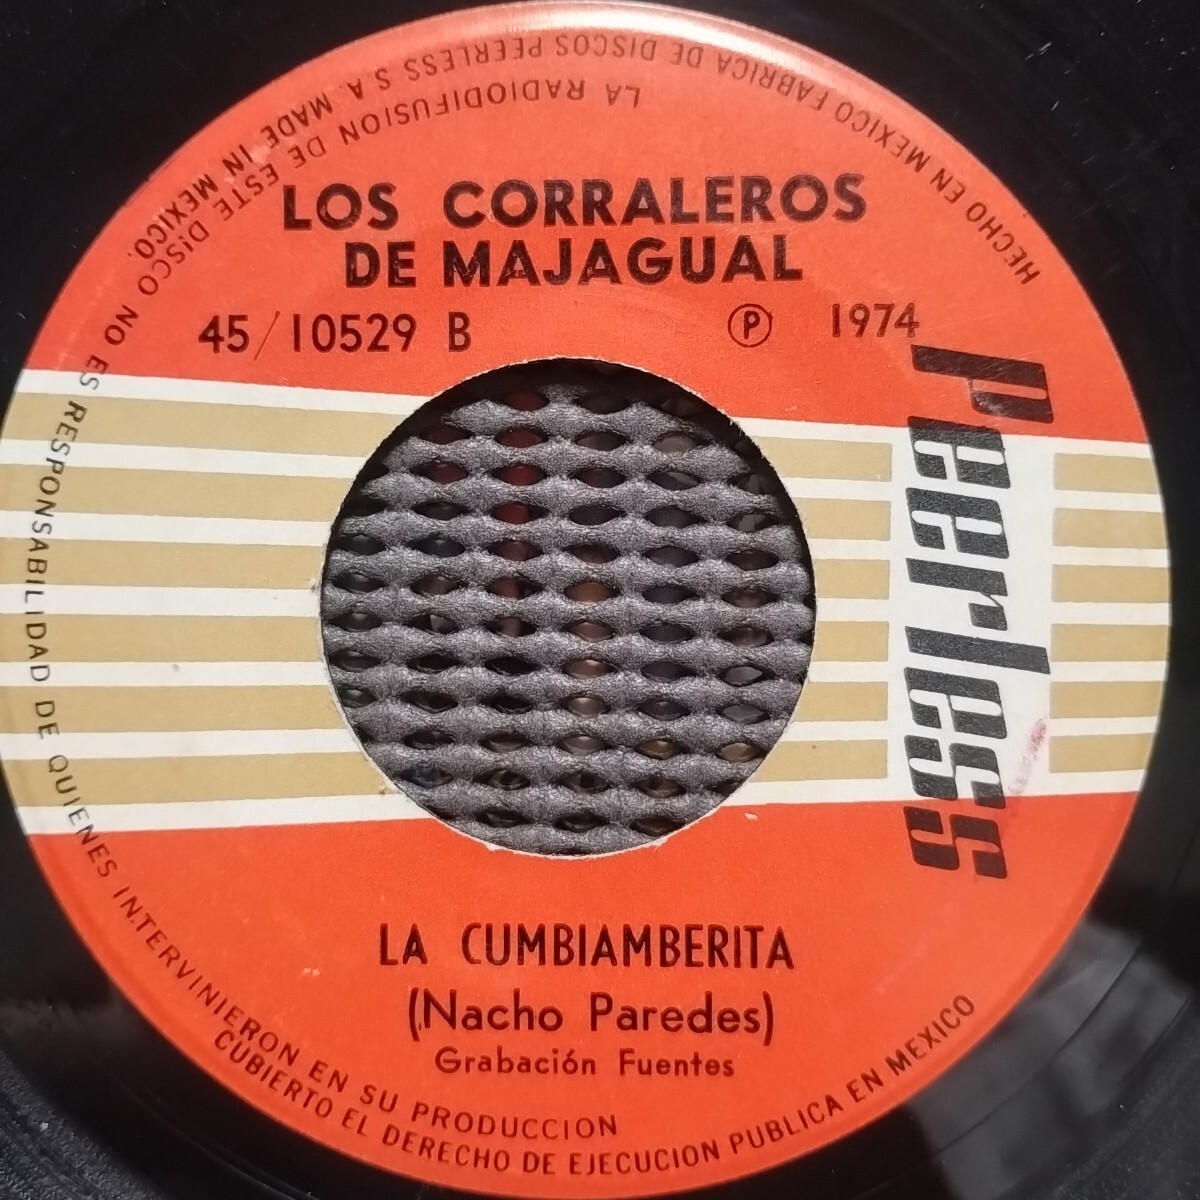 HECHO EN MEXICO FABRICA DE DISCOS PEERLESS S A. MADE IN MEXICO.
LA RADIODIFUSION DE ESTE DISCO NO ES RESPONSABILIDAD DE QUIENES INTERVINIERON EN SU PRODUCCION
LOS CORRALEROS
DE MAJAGUAL
45/10529 B ℗ 1974
Peerless
LA CUMBIAMBERITA
(Nacho Paredes)
Grabación Fuentes
CUBIERTO EL DERECHO DE EJECUCION PUBLICA EN MEXICO